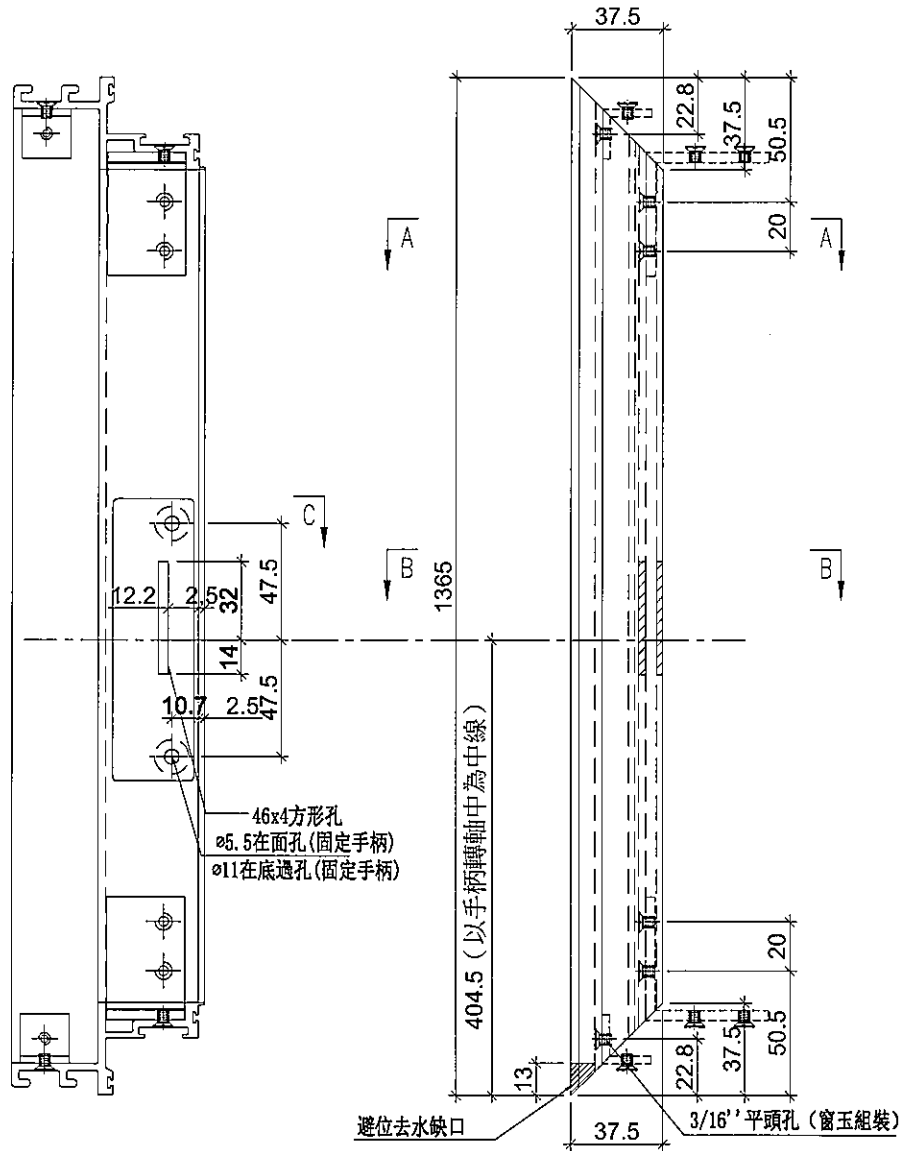 37.5
22.8
37.5
50.5
20
A
A
C
B
B
1365
12.2
2.5
32
47.5
14
10.7
2.5
47.5
46x4方形孔
ø5.5在面孔(固定手柄)
ø11在底過孔(固定手柄)
404.5（以手柄轉軸中為中線）
20
50.5
37.5
22.8
13
避位去水缺口
37.5
3/16''平頭孔（窗玉組裝）